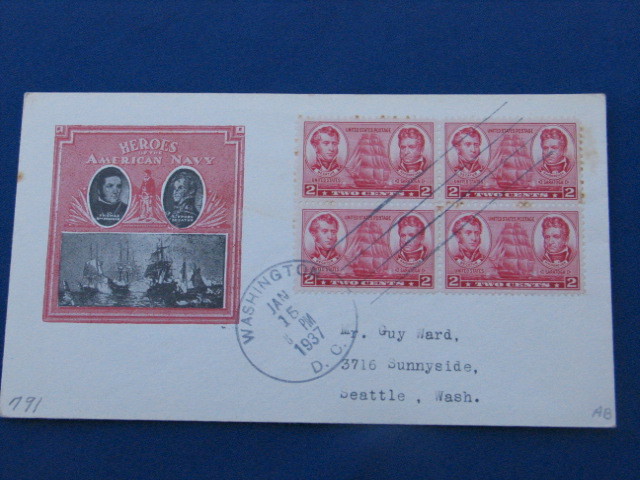 HEROES
OF THE
AMERICAN NAVY
UNITED STATES POSTAGE
2 TWO CENTS 2
UNITED STATES POSTAGE
2 TWO CENTS 2
UNITED STATES POSTAGE
2 TWO CENTS 2
UNITED STATES POSTAGE
2 TWO CENTS 2
WASHINGTON
JAN
15
PM
1937
D. C.
Mr. Guy Ward,
3716 Sunnyside,
Seattle, Wash.
791
AB